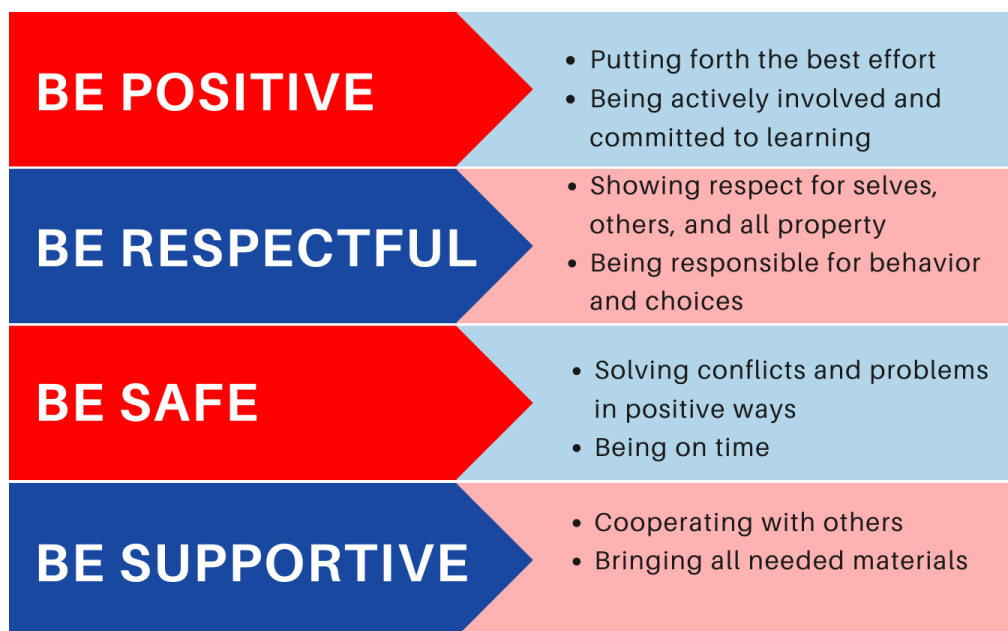 BE POSITIVE
• Putting forth the best effort
• Being actively involved and
committed to learning
BE RESPECTFUL
• Showing respect for selves,
others, and all property
• Being responsible for behavior
and choices
BE SAFE
• Solving conflicts and problems
in positive ways
• Being on time
BE SUPPORTIVE
• Cooperating with others
• Bringing all needed materials